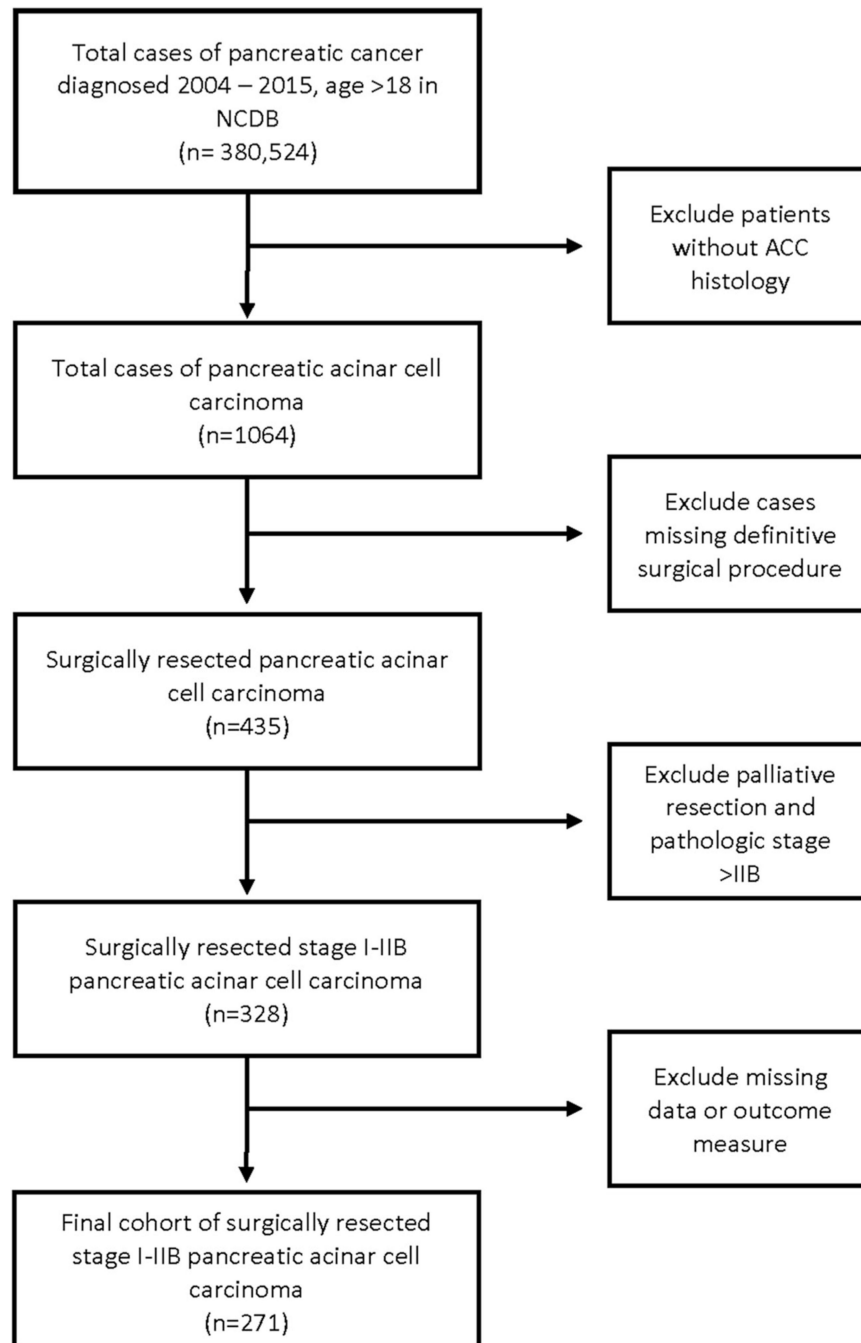 Total cases of pancreatic cancer
diagnosed 2004 – 2015, age >18 in
NCDB
(n= 380,524)
Exclude patients
without ACC
histology
Total cases of pancreatic acinar cell
carcinoma
(n=1064)
Exclude cases
missing definitive
surgical procedure
Surgically resected pancreatic acinar
cell carcinoma
(n=435)
Exclude palliative
resection and
pathologic stage
>IIB
Surgically resected stage I-IIB
pancreatic acinar cell carcinoma
(n=328)
Exclude missing
data or outcome
measure
Final cohort of surgically resected
stage I-IIB pancreatic acinar cell
carcinoma
(n=271)